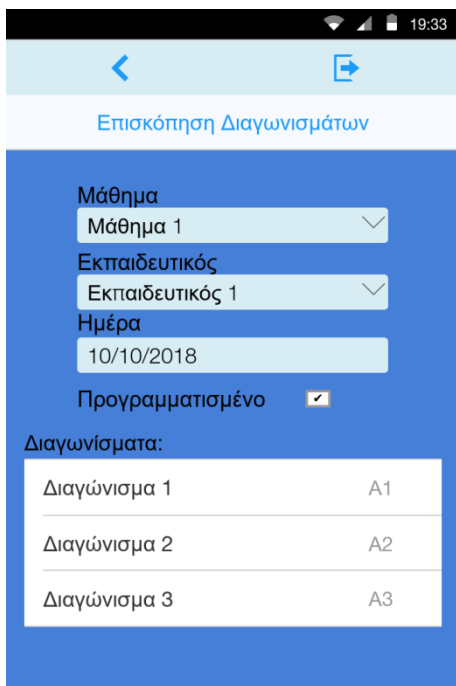 19:33
Επισκόπηση Διαγωνισμάτων
Μάθημα
Μάθημα 1
Εκπαιδευτικός
Εκπαιδευτικός 1
Ημέρα
10/10/2018
Προγραμματισμένο
Διαγωνίσματα:
Διαγώνισμα 1 A1
Διαγώνισμα 2 A2
Διαγώνισμα 3 A3